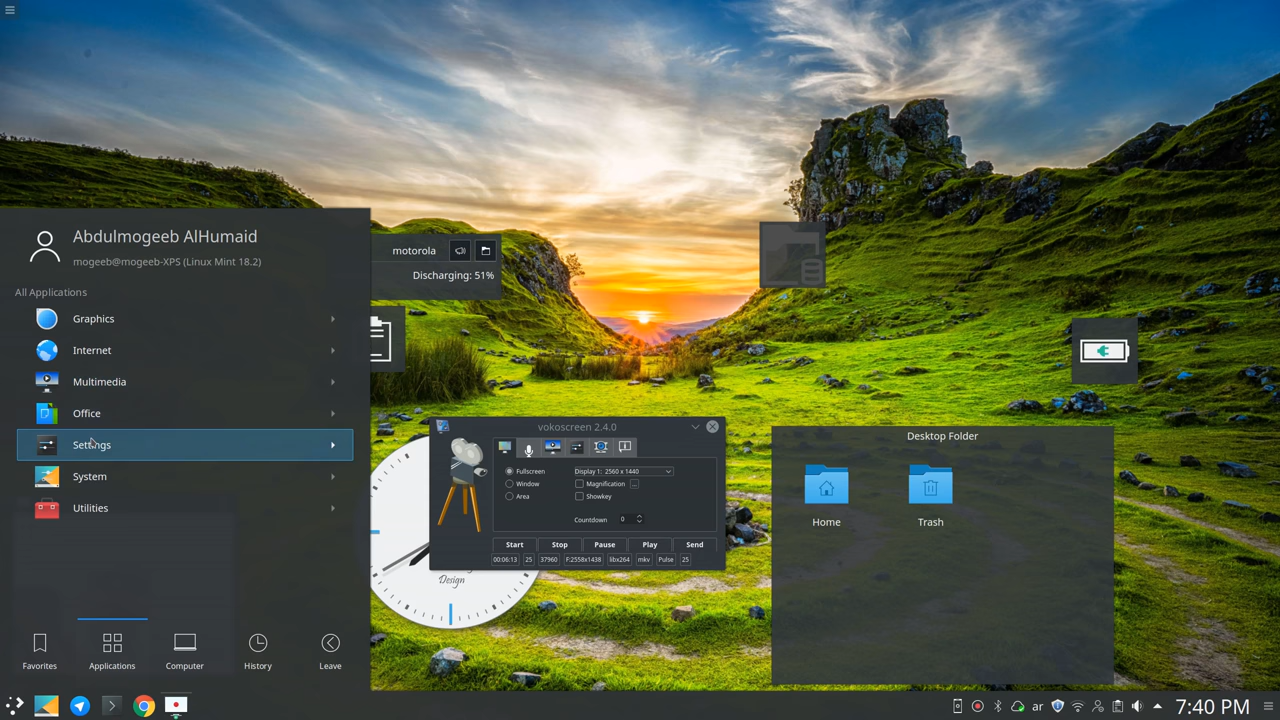 Abdulmogeeb AlHumaid
mogeeb@mogeeb-XPS (Linux Mint 18.2)
All Applications
Graphics
Internet
Multimedia
Office
Settings
System
Utilities
Favorites
Applications
Computer
History
Leave
motorola
Discharging: 51%
vokoscreen 2.4.0
Fullscreen
Display 1: 2560 x 1440
Window
Magnification
...
Area
Showkey
Countdown
0
Start
Stop
Pause
Play
Send
00:06:13
25
37960
F:2558x1438
libx264
mkv
Pulse
25
Design
Desktop Folder
Home
Trash
ar
7:40 PM